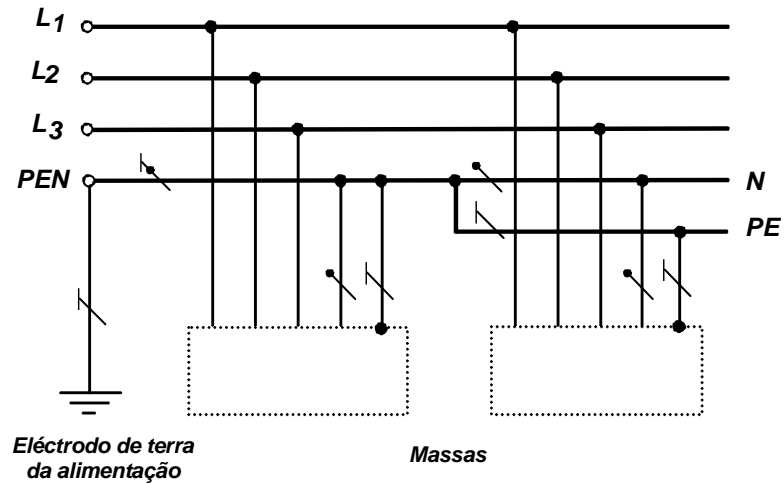 L1
L2
L3
PEN
N
PE
Eléctrodo de terra
da alimentação
Massas